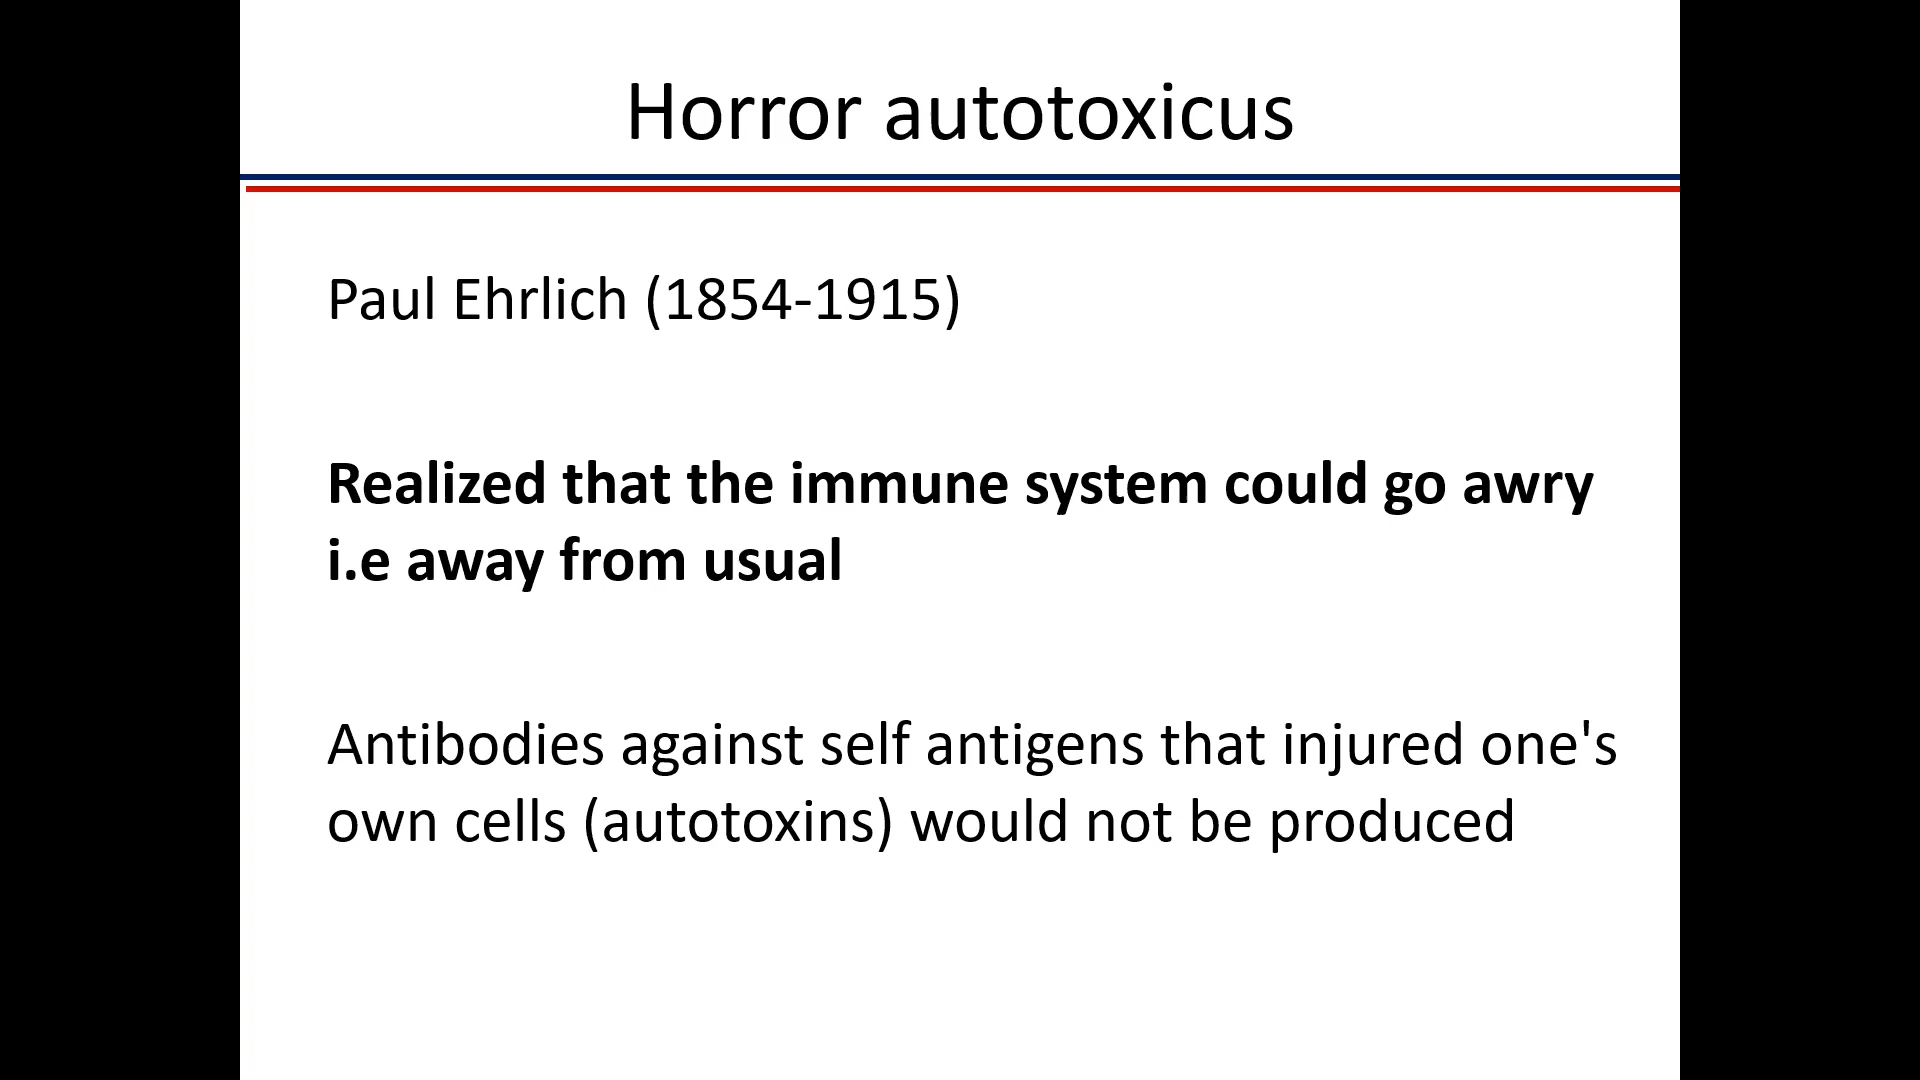 Horror autotoxicus
Paul Ehrlich (1854-1915)
Realized that the immune system could go awry
i.e away from usual
Antibodies against self antigens that injured one's
own cells (autotoxins) would not be produced